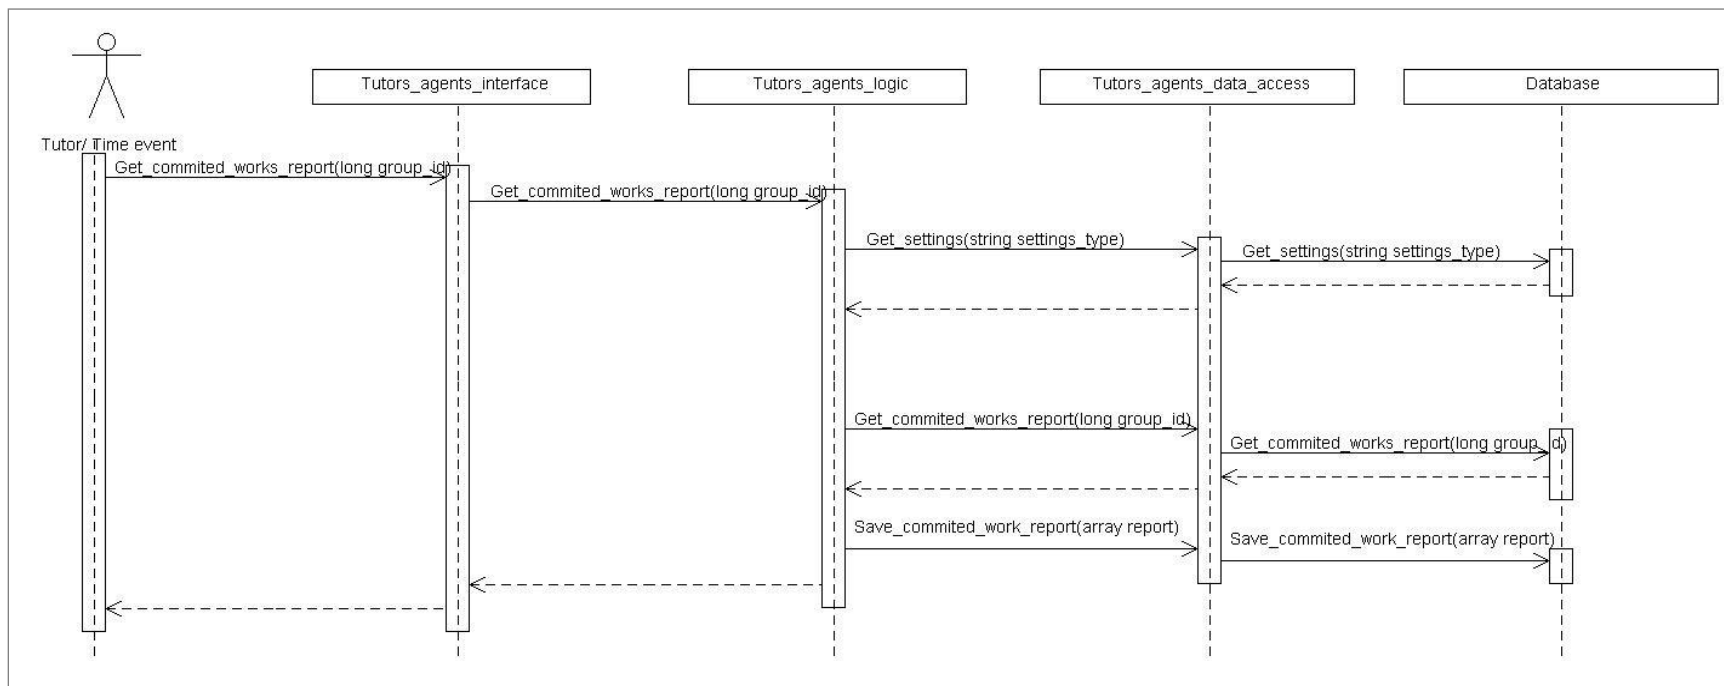 Tutors_agents_interface
Tutors_agents_logic
Tutors_agents_data_access
Database
Tutor/ Time event
Get_commited_works_report(long group_id)
Get_commited_works_report(long group_id)
Get_settings(string settings_type)
Get_settings(string settings_type)
Get_commited_works_report(long group_id)
Get_commited_works_report(long group_id)
Save_commited_work_report(array report)
Save_commited_work_report(array report)